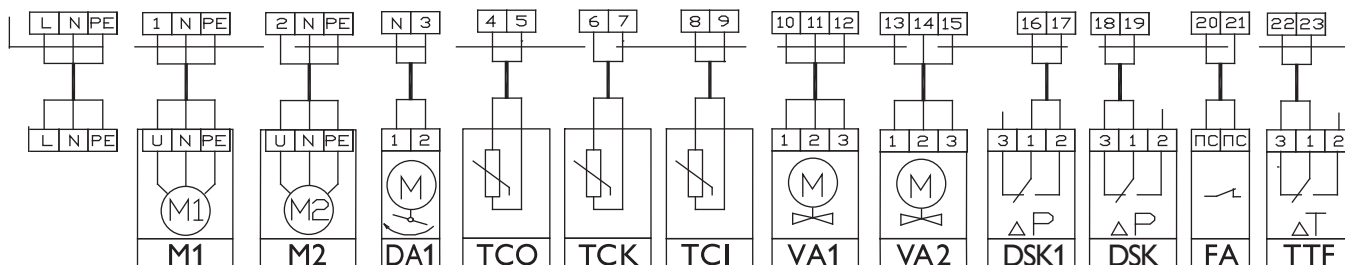 L N PE 1 N PE 2 N PE N 3 4 5 6 7 8 9 10 11 12 13 14 15 16 17 18 19 20 21 22 23
L N PE U N PE U N PE 1 2 1 2 3 1 2 3 3 1 2 3 1 2 ПС ПС 3 1 2
M1 M2 M M M
ΔP ΔP ΔT
M1 M2 DA1 TCO TCK TCI VA1 VA2 DSK1 DSK FA TTF